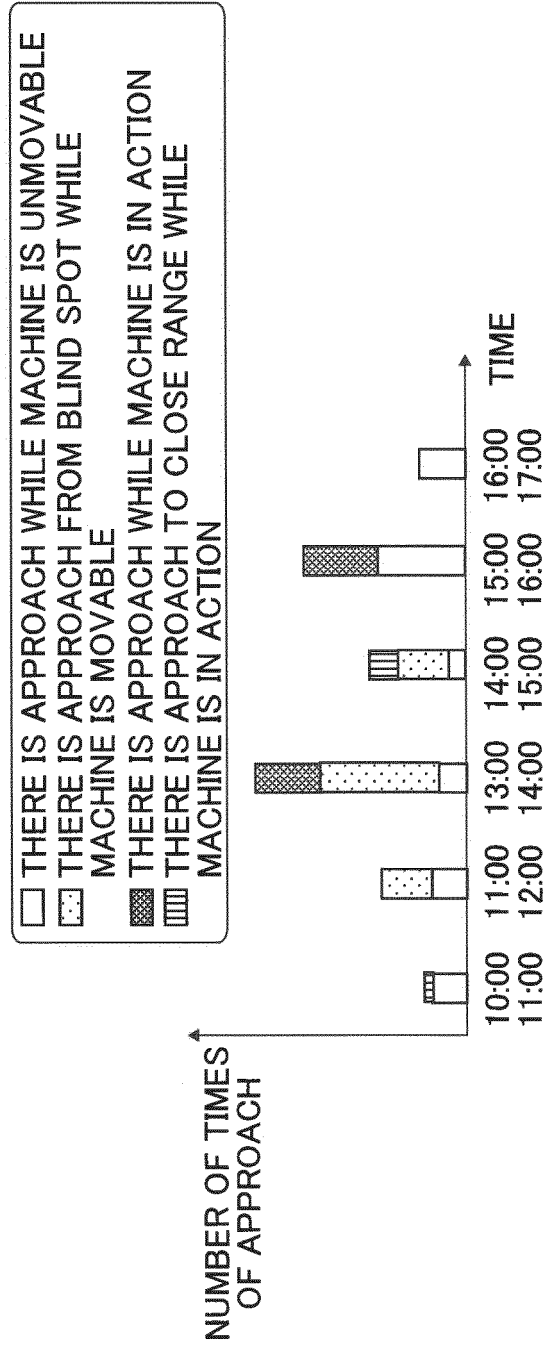 THERE IS APPROACH WHILE MACHINE IS UNMOVABLE
THERE IS APPROACH FROM BLIND SPOT WHILE
MACHINE IS MOVABLE
THERE IS APPROACH WHILE MACHINE IS IN ACTION
THERE IS APPROACH TO CLOSE RANGE WHILE
MACHINE IS IN ACTION
NUMBER OF TIMES
OF APPROACH
10:00 11:00 13:00 14:00 15:00 16:00 TIME
11:00 12:00 14:00 15:00 16:00 17:00